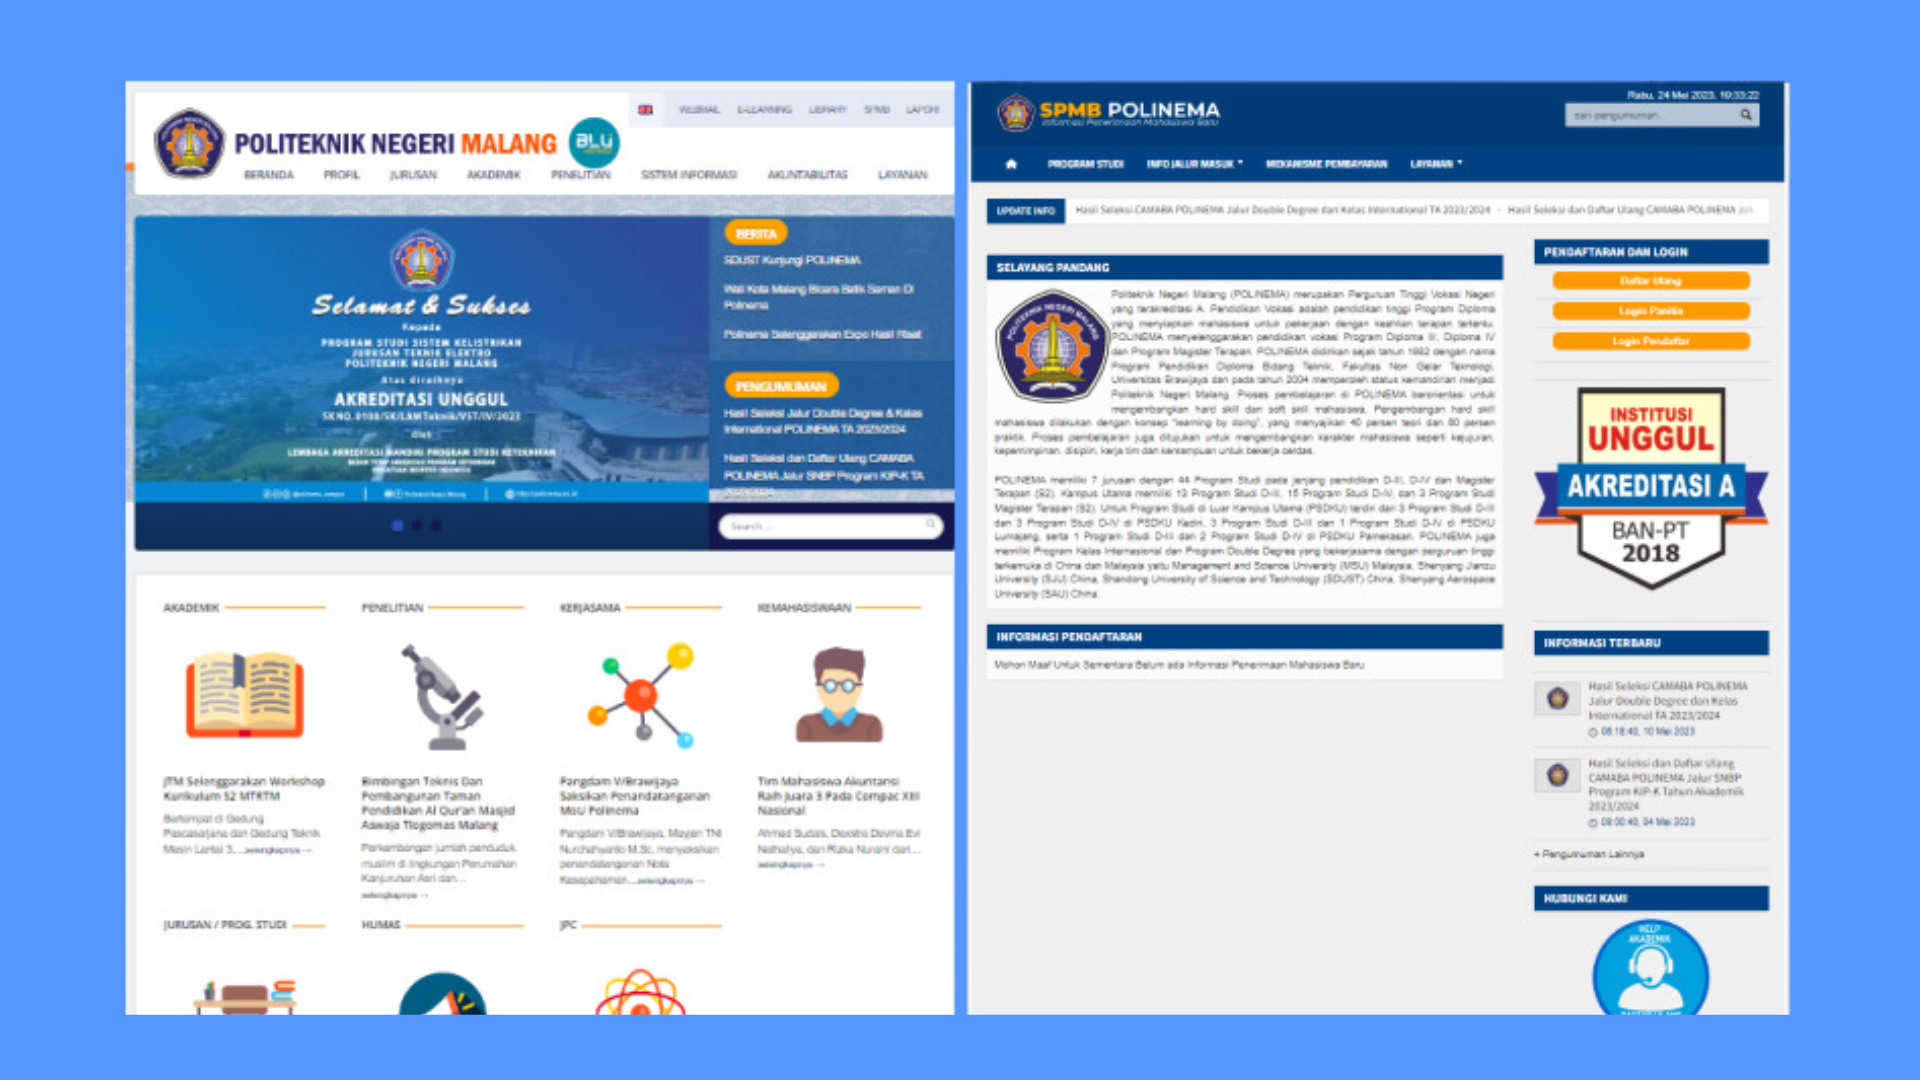 WEBMAIL E-LEARNING LIBRARY SPMB LAPOR!
POLITEKNIK NEGERI MALANG
BLU
BERANDA PROFIL JURUSAN AKADEMIK PENELITIAN SISTEM INFORMASI AKUNTABILITAS LAYANAN
Selamat & Sukses
Kepada
PROGRAM STUDI SISTEM KELISTRIKAN
JURUSAN TEKNIK ELEKTRO
POLITEKNIK NEGERI MALANG
Atas diraihnya
AKREDITASI UNGGUL
Oleh
LEMBAGA AKREDITASI MANDIRI PROGRAM STUDI KETEKNIKAN
BERITA
SDUST Kunjungi POLINEMA
Wali Kota Malang Bicara Batik Saman Di
Polinema
Polinema Selenggarakan Expo Hasil Riset
PENGUMUMAN
Hasil Seleksi Jalur Double Degree & Kelas
International POLINEMA TA 2023/2024
Hasil Seleksi dan Daftar Ulang CAMABA
POLINEMA Jalur SNBP Program KIP-K TA
2023/2024
Search ...
AKADEMIK
JTM Selenggarakan Workshop
Kurikulum S2 MTRTM
Bertempat di Gedung
Pascasarjana dan Gedung Teknik
Mesin Lantai 3,... selengkapnya →
PENELITIAN
Bimbingan Teknis Dan
Pembangunan Taman
Pendidikan Al Qur'an Masjid
Aswaja Tlogomas Malang
Perkembangan jumlah penduduk
muslim di lingkungan Perumahan
Kanjuruhan Asri dan...
selengkapnya →
KERJASAMA
Pangdam V/Brawijaya
Saksikan Penandatanganan
MoU Polinema
Pangdam V/Brawijaya, Mayjen TNI
Nurchahyanto M.Sc. menyaksikan
penandatanganan Nota
Kesepahaman... selengkapnya →
KEMAHASISWAAN
Tim Mahasiswa Akuntansi
Raih Juara 3 Pada Compac XIII
Nasional
Ahmad Sudais, Dexatra Devina Evi
Nathaliya, dan Rizka Nuraini dari...
selengkapnya →
JURUSAN / PROG. STUDI
HUMAS
JPC
SPMB POLINEMA
Informasi Penerimaan Mahasiswa Baru
Rabu, 24 Mei 2023, 19:33:22
cari pengumuman..
PROGRAM STUDI INFO JALUR MASUK MEKANISME PEMBAYARAN LAYANAN
UPDATE INFO Hasil Seleksi CAMABA POLINEMA Jalur Double Degree dan Kelas International TA 2023/2024 - Hasil Seleksi dan Daftar Ulang CAMABA POLINEMA Jal
SELAYANG PANDANG
POLITEKNIK NEGERI MALANG
Politeknik Negeri Malang (POLINEMA) merupakan Perguruan Tinggi Vokasi Negeri
yang terakreditasi A. Pendidikan Vokasi adalah pendidikan tinggi Program Diploma
yang menyiapkan mahasiswa untuk pekerjaan dengan keahlian terapan tertentu.
POLINEMA menyelenggarakan pendidikan vokasi Program Diploma III, Diploma IV
dan Program Magister Terapan. POLINEMA didirikan sejak tahun 1982 dengan nama
Program Pendidikan Diploma Bidang Teknik, Fakultas Non Gelar Teknologi,
Universitas Brawijaya dan pada tahun 2004 memperoleh status kemandirian menjadi
Politeknik Negeri Malang. Proses pembelajaran di POLINEMA berorientasi untuk
mengembangkan hard skill dan soft skill mahasiswa. Pengembangan hard skill
mahasiswa dilakukan dengan konsep "learning by doing", yang menyajikan 40 persen teori dan 60 persen
praktik. Proses pembelajaran juga ditujukan untuk mengembangkan karakter mahasiswa seperti kejujuran,
kepemimpinan, disiplin, kerja tim dan kemampuan untuk bekerja cerdas.
POLINEMA memiliki 7 jurusan dengan 44 Program Studi pada jenjang pendidikan D-III, D-IV dan Magister
Terapan (S2). Kampus Utama memiliki 13 Program Studi D-III, 15 Program Studi D-IV, dan 3 Program Studi
Magister Terapan (S2). Untuk Program Studi di Luar Kampus Utama (PSDKU) terdiri dari 3 Program Studi D-III
dan 3 Program Studi D-IV di PSDKU Kediri, 3 Program Studi D-III dan 1 Program Studi D-IV di PSDKU
Lumajang, serta 1 Program Studi D-III dan 2 Program Studi D-IV di PSDKU Pamekasan. POLINEMA juga
memiliki Program Kelas Internasional dan Program Double Degree yang bekerjasama dengan perguruan tinggi
terkemuka di China dan Malaysia yaitu Management and Science University (MSU) Malaysia, Shenyang Jianzu
University (SJU) China, Shandong University of Science and Technology (SDUST) China, Shenyang Aerospace
University (SAU) China.
INFORMASI PENDAFTARAN
Mohon Maaf Untuk Sementara Belum ada Informasi Penerimaan Mahasiswa Baru
PENDAFTARAN DAN LOGIN
Daftar Ulang
Login Panitia
Login Pendaftar
INSTITUSI
UNGGUL
AKREDITASI A
BAN-PT
2018
INFORMASI TERBARU
Hasil Seleksi CAMABA POLINEMA
Jalur Double Degree dan Kelas
International TA 2023/2024
08:18:40, 10 Mei 2023
Hasil Seleksi dan Daftar Ulang
CAMABA POLINEMA Jalur SNBP
Program KIP-K Tahun Akademik
2023/2024
08:00:40, 04 Mei 2023
+ Pengumuman Lainnya
HUBUNGI KAMI
HELP
AKADEMIK